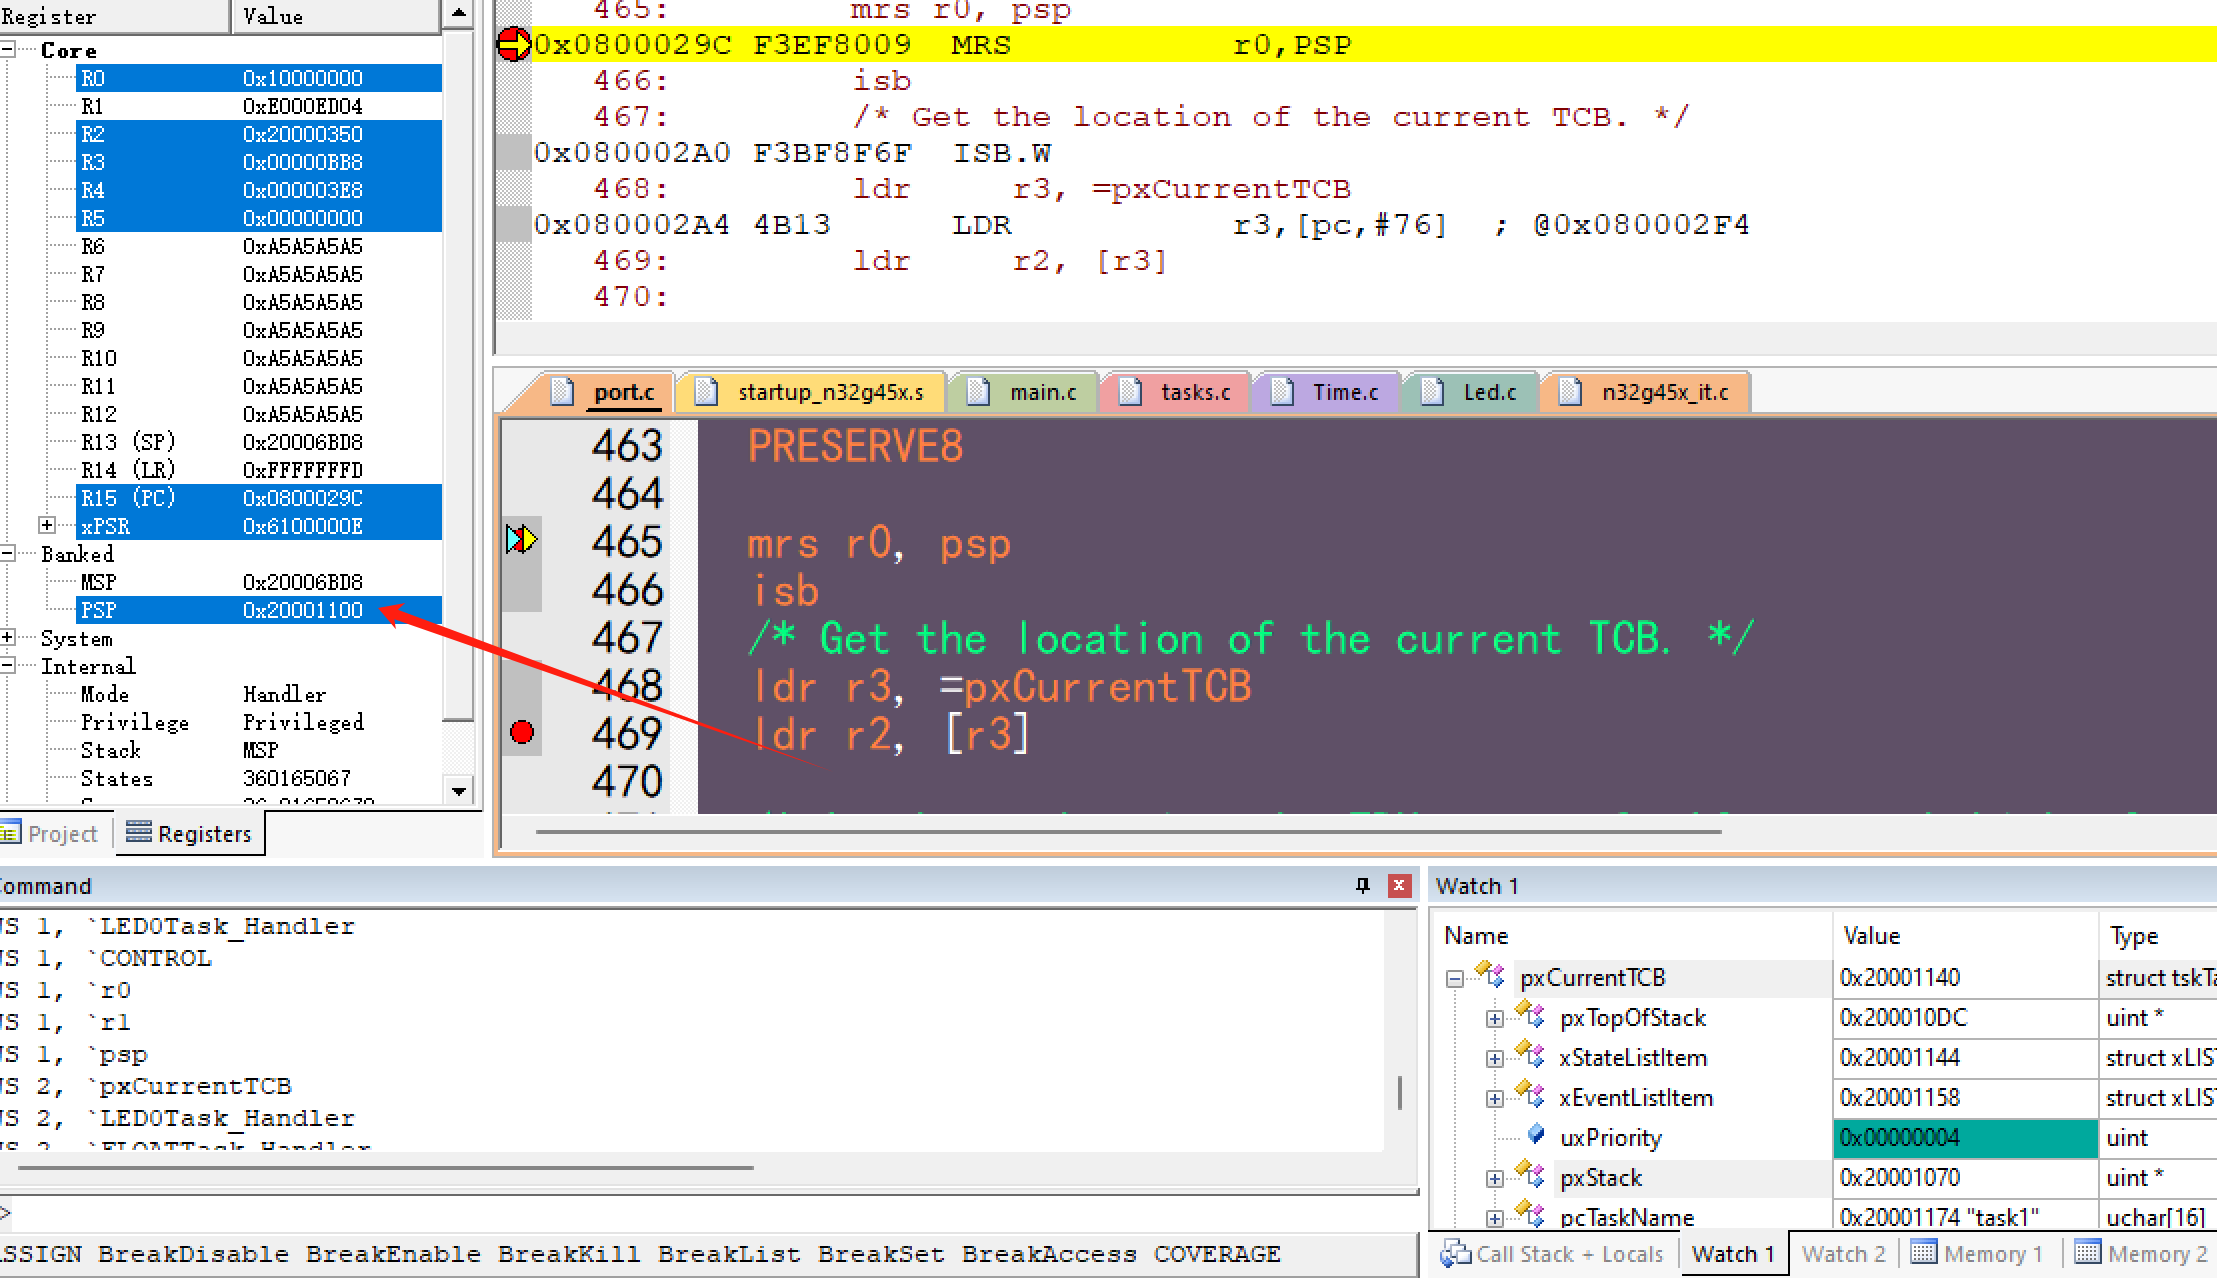 Register Value
Core
R0 0x10000000
R1 0xE000ED04
R2 0x20000350
R3 0x00000BB8
R4 0x000003E8
R5 0x00000000
R6 0xA5A5A5A5
R7 0xA5A5A5A5
R8 0xA5A5A5A5
R9 0xA5A5A5A5
R10 0xA5A5A5A5
R11 0xA5A5A5A5
R12 0xA5A5A5A5
R13 (SP) 0x20006BD8
R14 (LR) 0xFFFFFFFD
R15 (PC) 0x0800029C
xPSR 0x6100000E
Banked
MSP 0x20006BD8
PSP 0x20001100
System
Internal
Mode Handler
Privilege Privileged
Stack MSP
States 360165067
Project Registers
465: mrs r0, psp
0x0800029C F3EF8009 MRS r0,PSP
466: isb
467: /* Get the location of the current TCB. */
0x080002A0 F3BF8F6F ISB.W
468: ldr r3, =pxCurrentTCB
0x080002A4 4B13 LDR r3,[pc,#76] ; @0x080002F4
469: ldr r2, [r3]
470:
port.c startup_n32g45x.s main.c tasks.c Time.c Led.c n32g45x_it.c
463 PRESERVE8
464
465 mrs r0, psp
466 isb
467 /* Get the location of the current TCB. */
468 ldr r3, =pxCurrentTCB
469 ldr r2, [r3]
470
ommand
S 1, `LED0Task_Handler
S 1, `CONTROL
S 1, `r0
S 1, `r1
S 1, `psp
S 2, `pxCurrentTCB
S 2, `LED0Task_Handler
S 2, `FLOATTask_Handler
>
SSIGN BreakDisable BreakEnable BreakKill BreakList BreakSet BreakAccess COVERAGE
Watch 1
Name Value Type
pxCurrentTCB 0x20001140 struct tskTa
pxTopOfStack 0x200010DC uint *
xStateListItem 0x20001144 struct xLIS
xEventListItem 0x20001158 struct xLIS
uxPriority 0x00000004 uint
pxStack 0x20001070 uint *
pcTaskName 0x20001174 "task1" uchar[16]
Call Stack + Locals Watch 1 Watch 2 Memory 1 Memory 2